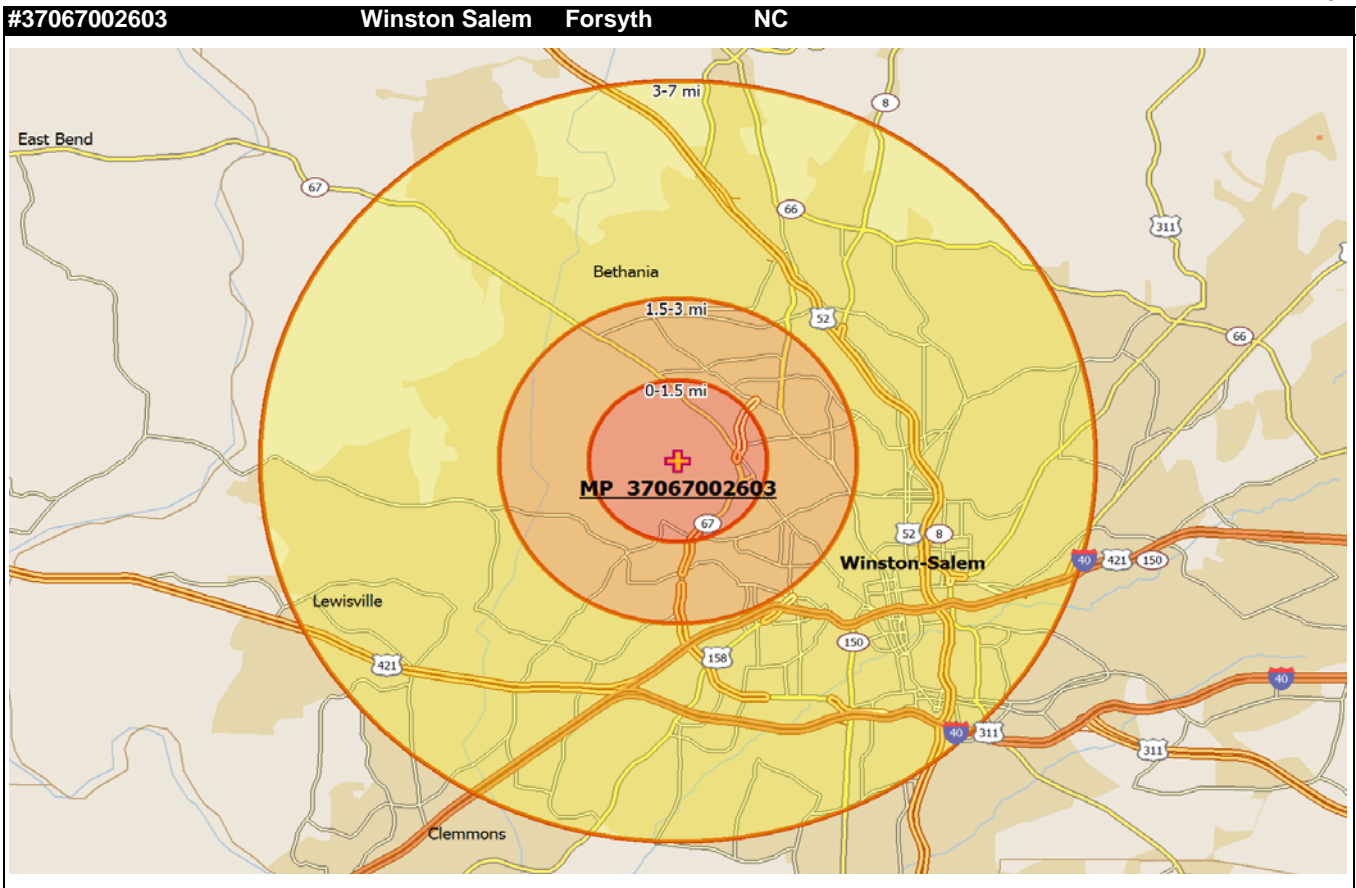 #37067002603 Winston Salem Forsyth NC
3-7 mi
8
East Bend
67
66
311
Bethania
1.5-3 mi
52
66
0-1.5 mi
MP 37067002603
67
52 8
Winston-Salem
40 421 150
Lewisville
150
158
421
40
40 311
311
Clemmons